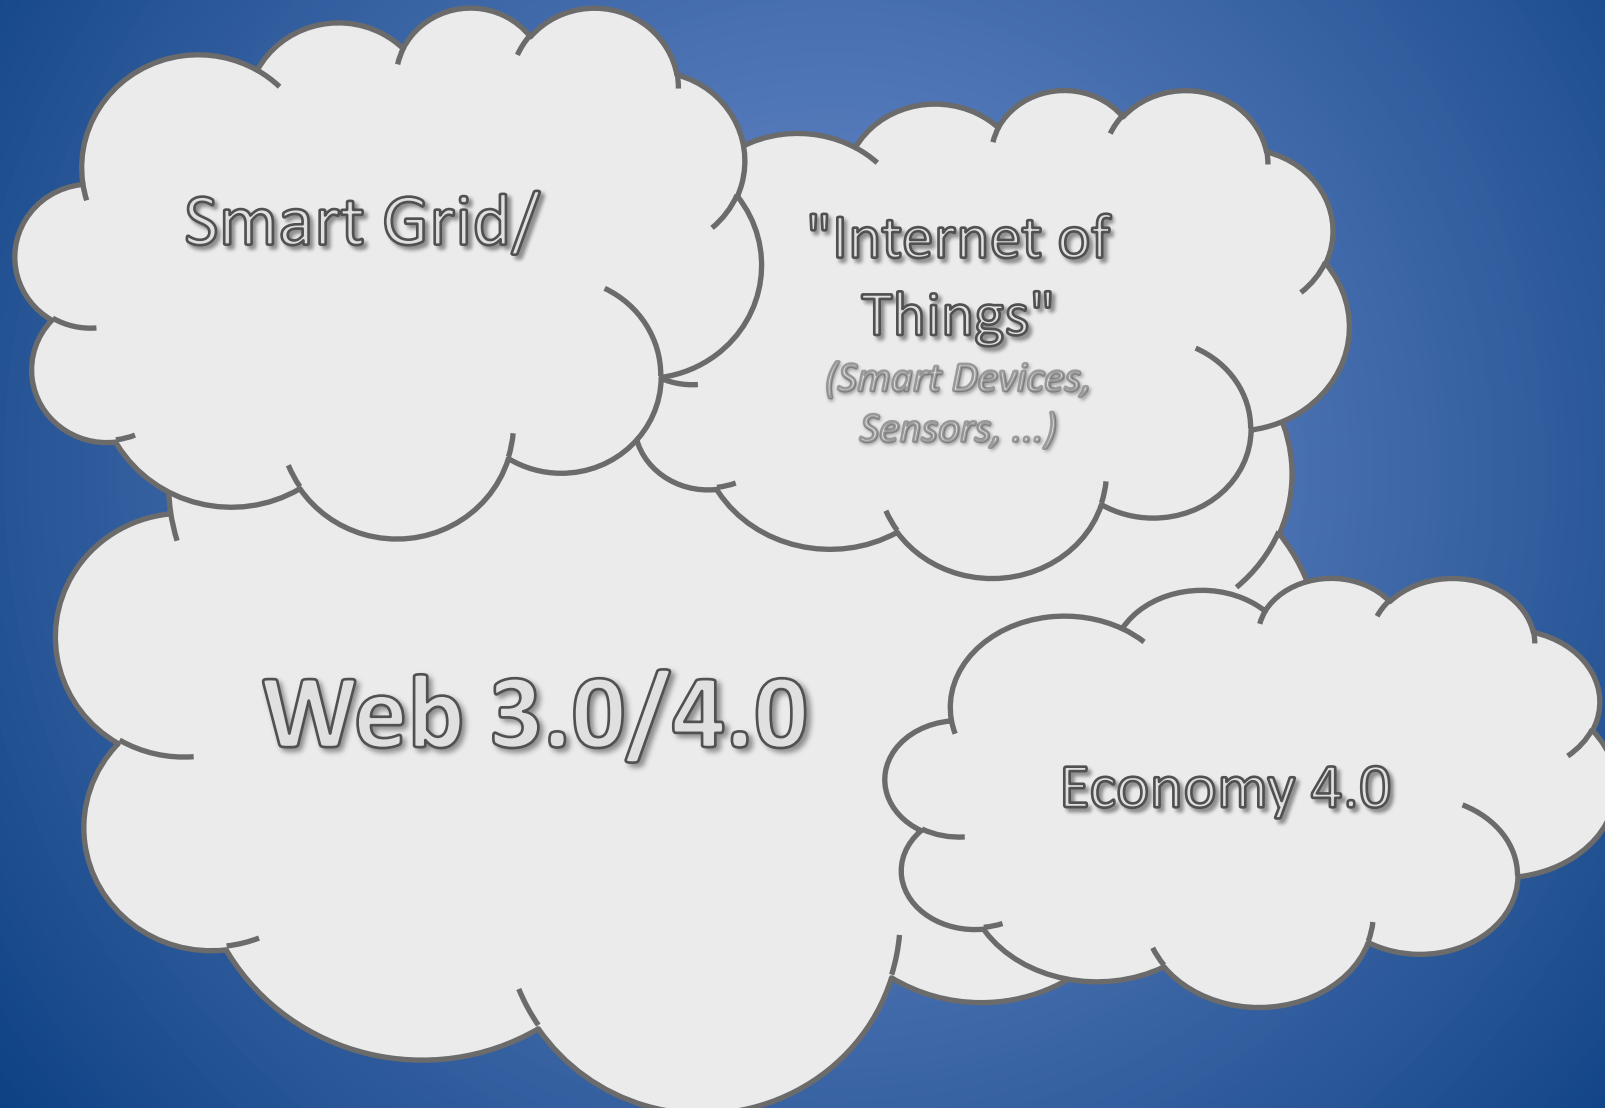 Smart Grid/
"Internet of
Things"
(Smart Devices,
Sensors, ...)
Web 3.0/4.0
Economy 4.0